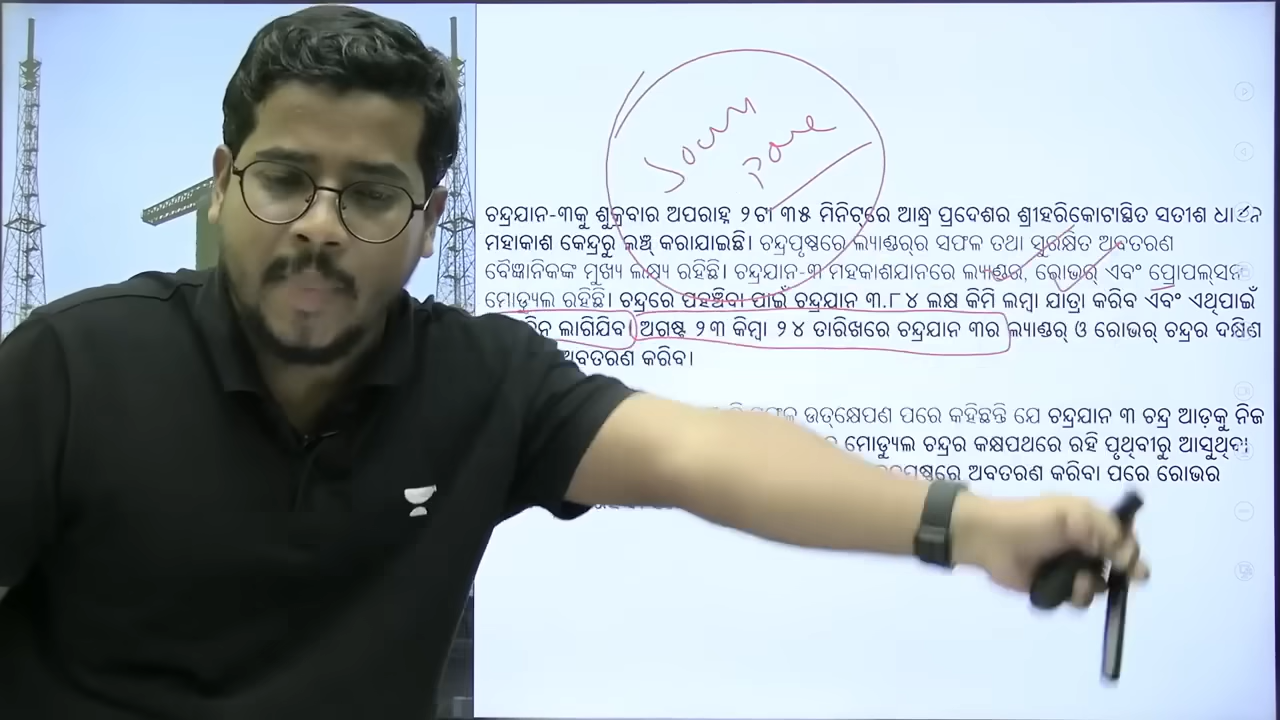 ଚନ୍ଦ୍ରଯାନ-୩କୁ ଶୁକ୍ରବାର ଅପରାହ୍ନ ୨ଟା ୩୫ ମିନିଟ୍‌ରେ ଆନ୍ଧ୍ର ପ୍ରଦେଶର ଶ୍ରୀହରିକୋଟାସ୍ଥିତ ସତୀଶ
ମହାକାଶ କେନ୍ଦ୍ରରୁ ଲଞ୍ଚ୍ କରାଯାଇଛି। ଚନ୍ଦ୍ରପୃଷ୍ଠରେ ଲ୍ୟାଣ୍ଡର୍‌ର ସଫଳ ତଥା ସୁରକ୍ଷିତ ଅବତରଣ
ବୈଜ୍ଞାନିକଙ୍କ ମୁଖ୍ୟ ଲକ୍ଷ୍ୟ ରହିଛି। ଚନ୍ଦ୍ରଯାନ-୩ ମହାକାଶଯାନରେ ଲ୍ୟାଣ୍ଡର, ରୋଭର୍ ଏବଂ ପ୍ରୋପଲ୍‌ସନ୍
ମୋଡ୍ୟୁଲ ରହିଛି। ଚନ୍ଦ୍ରରେ ପହଞ୍ଚିବା ପାଇଁ ଚନ୍ଦ୍ରଯାନ ୩.୮୪ ଲକ୍ଷ କିମି ଲମ୍ବା ଯାତ୍ରା କରିବ ଏବଂ ଏଥିପାଇଁ
ଲାଗିଯିବ। ଅଗଷ୍ଟ ୨୩ କିମ୍ବା ୨୪ ତାରିଖରେ ଚନ୍ଦ୍ରଯାନ ୩ର ଲ୍ୟାଣ୍ଡର୍ ଓ ରୋଭର୍ ଚନ୍ଦ୍ରର ଦକ୍ଷିଣ
ଅବତରଣ କରିବ।
ଉତ୍‌କ୍ଷେପଣ ପରେ କହିଛନ୍ତି ଯେ ଚନ୍ଦ୍ରଯାନ ୩ ଚନ୍ଦ୍ର ଆଡ଼କୁ ନିଜ
ମୋଡ୍ୟୁଲ ଚନ୍ଦ୍ରର କକ୍ଷପଥରେ ରହି ପୃଥିବୀରୁ ଆସୁଥିବା
ଅବତରଣ କରିବା ପରେ ରୋଭର